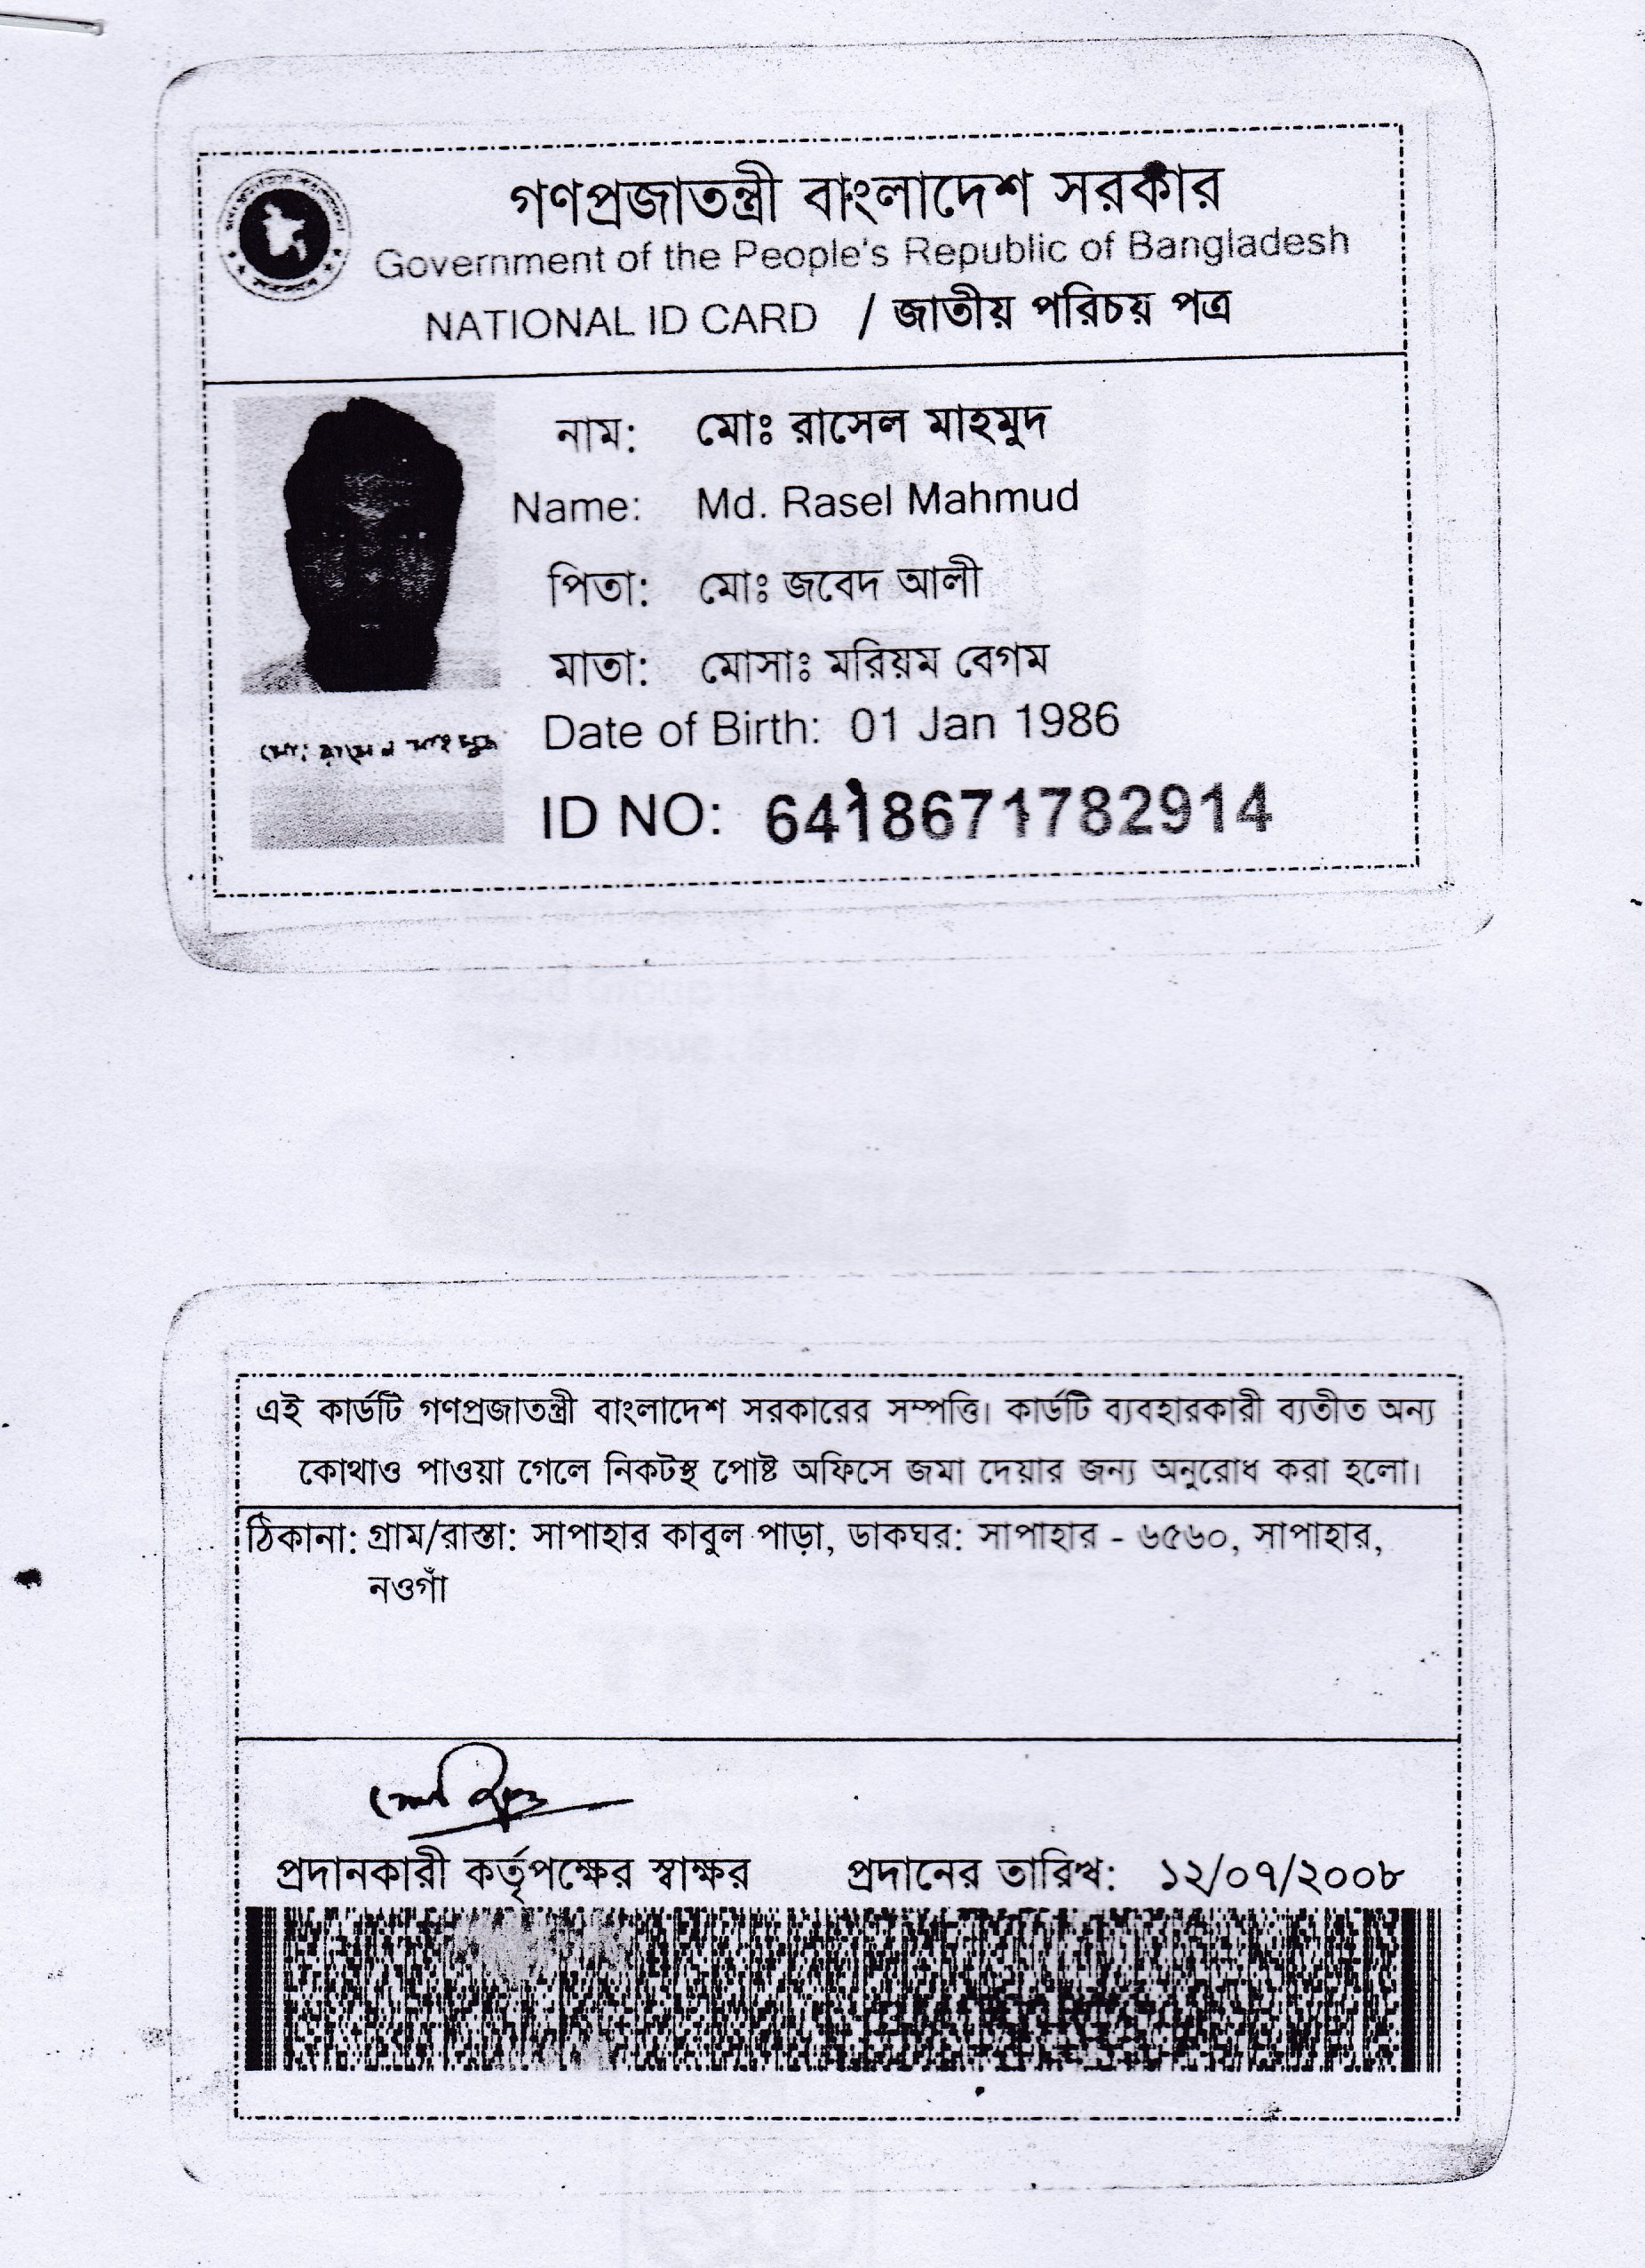 গণপ্রজাতন্ত্রী বাংলাদেশ সরকার
Government of the People's Republic of Bangladesh
NATIONAL ID CARD / জাতীয় পরিচয় পত্র
নাম: মোঃ রাসেল মাহমুদ
Name: Md. Rasel Mahmud
পিতা: মোঃ জবেদ আলী
মাতা: মোসাঃ মরিয়ম বেগম
মো: রাসেল মাহমুদ
Date of Birth: 01 Jan 1986
ID NO: 6418671782914
এই কার্ডটি গণপ্রজাতন্ত্রী বাংলাদেশ সরকারের সম্পত্তি। কার্ডটি ব্যবহারকারী ব্যতীত অন্য
কোথাও পাওয়া গেলে নিকটস্থ পোষ্ট অফিসে জমা দেয়ার জন্য অনুরোধ করা হলো।
ঠিকানা: গ্রাম/রাস্তা: সাপাহার কাবুল পাড়া, ডাকঘর: সাপাহার - ৬৫৬০, সাপাহার,
নওগাঁ
প্রদানকারী কর্তৃপক্ষের স্বাক্ষর প্রদানের তারিখ: ১২/০৭/২০০৮